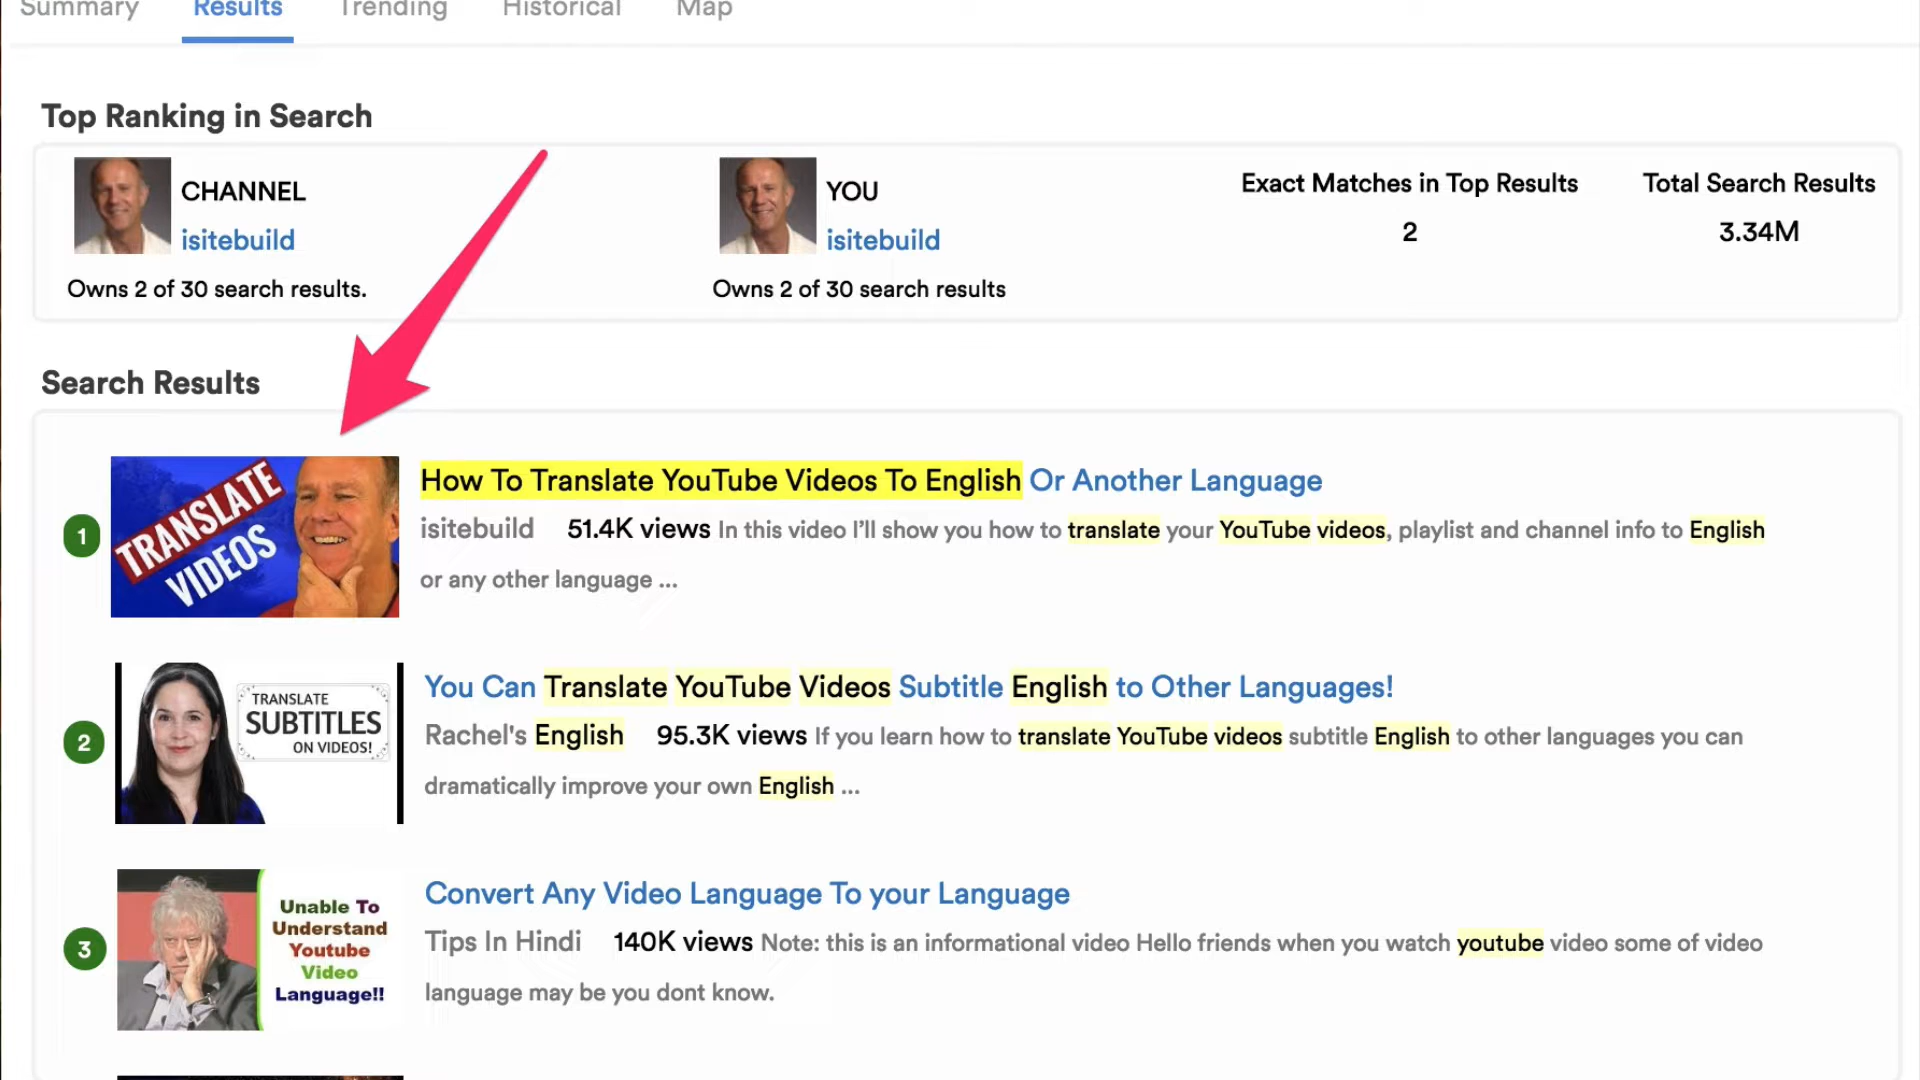 Summary Results Trending Historical Map
Top Ranking in Search
CHANNEL
isitebuild
Owns 2 of 30 search results.
YOU
isitebuild
Owns 2 of 30 search results
Exact Matches in Top Results
2
Total Search Results
3.34M
Search Results
1
TRANSLATE
VIDEOS
How To Translate YouTube Videos To English Or Another Language
isitebuild 51.4K views In this video I’ll show you how to translate your YouTube videos, playlist and channel info to English
or any other language ...
2
TRANSLATE
SUBTITLES
ON VIDEOS!
You Can Translate YouTube Videos Subtitle English to Other Languages!
Rachel's English 95.3K views If you learn how to translate YouTube videos subtitle English to other languages you can
dramatically improve your own English ...
3
Unable To
Understand
Youtube
Video
Language!!
Convert Any Video Language To your Language
Tips In Hindi 140K views Note: this is an informational video Hello friends when you watch youtube video some of video
language may be you dont know.